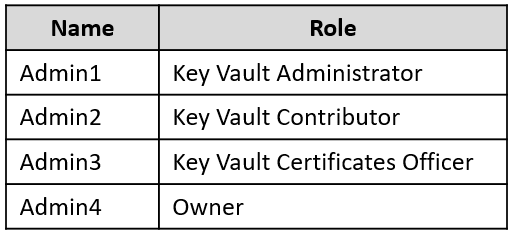 Name Role
Admin1 Key Vault Administrator
Admin2 Key Vault Contributor
Admin3 Key Vault Certificates Officer
Admin4 Owner